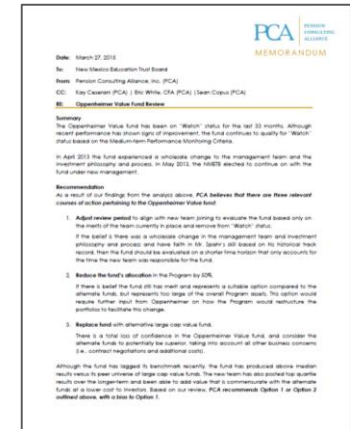 PCA
PENSION
CONSULTING
ALLIANCE
MEMORANDUM
Date: March 27, 2015
To: New Mexico Education Trust Board
From: Pension Consulting Alliance, Inc. (PCA)
CC: Kay Ceserani (PCA) | Eric White, CFA (PCA) | Sean Copus (PCA)
RE: Oppenheimer Value Fund Review
Summary
The Oppenheimer Value Fund has been on "Watch" status for the last 33 months. Although
recent performance has shown signs of improvement, the fund continues to qualify for "Watch"
status based on the Medium-term Performance Monitoring Criteria.
In April 2013 the fund experienced a wholesale change to the management team and the
investment philosophy and process. In May 2013, the NMETB elected to continue on with the
fund under new management.
Recommendation
As a result of our findings from the analysis above, PCA believes that there are three relevant
courses of action pertaining to the Oppenheimer Value Fund:
1. Adjust review period to align with new team joining to evaluate the fund based only on
the merits of the team currently in place and remove from "Watch" status.
If the belief is there was a wholesale change in the management team and investment
philosophy and process and have faith in Mr. skill based on his historical track
record, then the fund should be evaluated on a shorter time horizon that only accounts for
the time the new team was responsible for the fund.
2. Reduce the fund's allocation in the Program by 50%.
If there is belief the fund still has merit and represents a suitable option compared to the
alternate funds, but represents too large of the overall Program assets. This option would
require further input from Oppenheimer on how the Program would restructure the
portfolios to facilitate this change.
3. Replace fund with alternative large cap value fund.
There is a total loss of confidence in the Oppenheimer Value Fund, and consider the
alternate funds to potentially be superior, taking into account all other business concerns
(i.e., contract negotiations and additional costs).
Although the fund has lagged its benchmark recently, the fund has produced above median
results versus its peer universe of large cap value funds. The new team has also posted top quartile
results over the longer-term and been able to add value that is commensurate with the alternate
funds at a lower cost to investors. Based on our review, PCA recommends Option 1 or Option 2
outlined above, with a bias to Option 1.